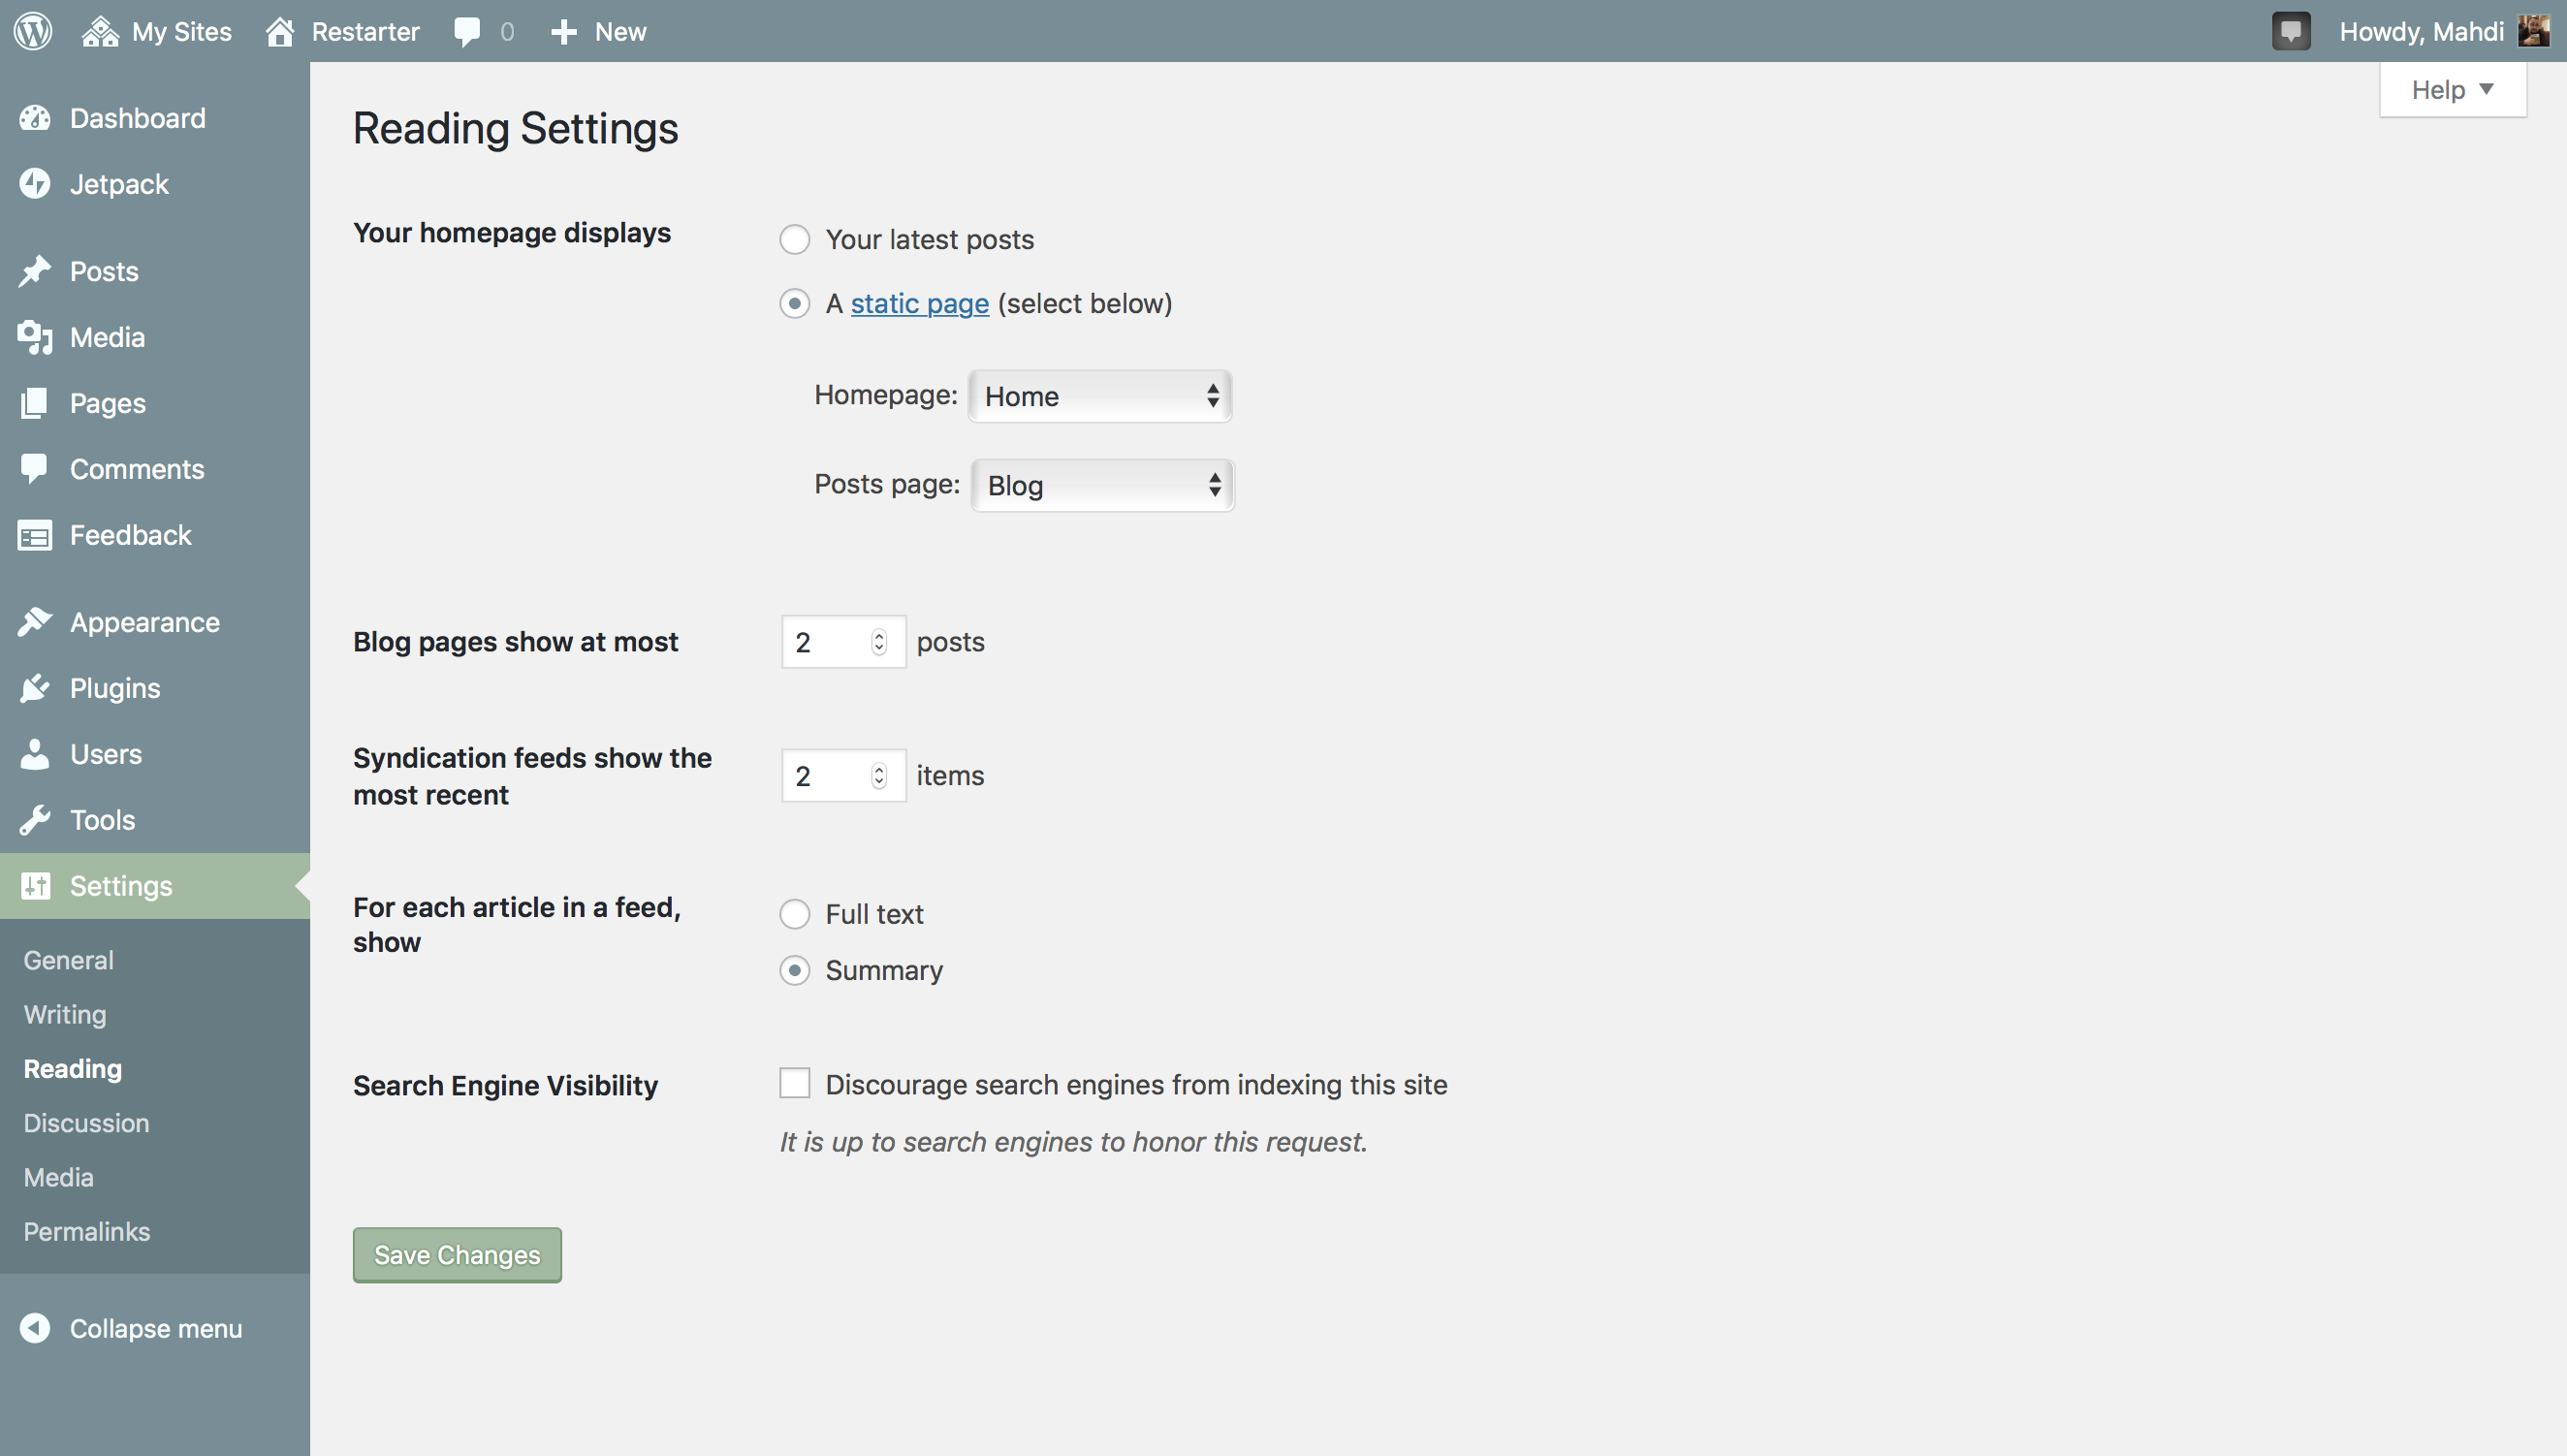 My Sites
Restarter
0
New
Howdy, Mahdi
Help
Dashboard
Jetpack
Posts
Media
Pages
Comments
Feedback
Appearance
Plugins
Users
Tools
Settings
General
Writing
Reading
Discussion
Media
Permalinks
Collapse menu
Reading Settings
Your homepage displays
Your latest posts
A static page (select below)
Homepage: Home
Posts page: Blog
Blog pages show at most
2 posts
Syndication feeds show the
most recent
2 items
For each article in a feed,
show
Full text
Summary
Search Engine Visibility
Discourage search engines from indexing this site
It is up to search engines to honor this request.
Save Changes